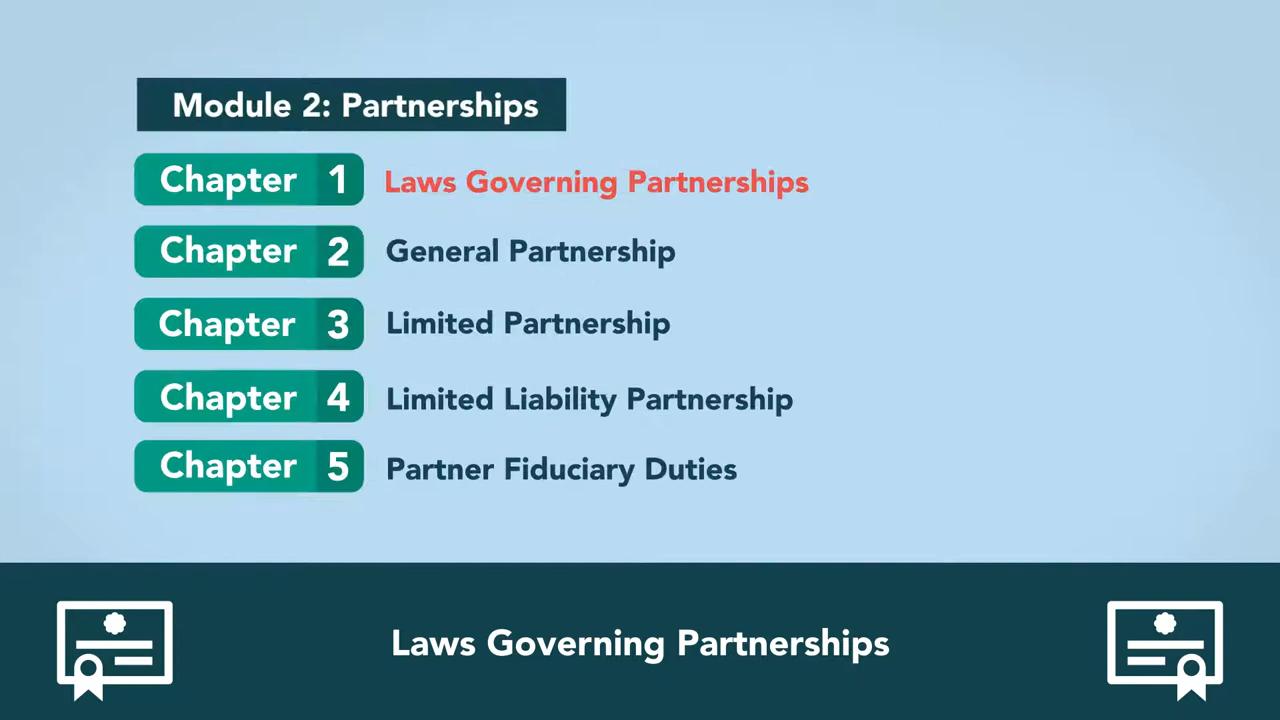 Module 2: Partnerships
Chapter 1 Laws Governing Partnerships
Chapter 2 General Partnership
Chapter 3 Limited Partnership
Chapter 4 Limited Liability Partnership
Chapter 5 Partner Fiduciary Duties
Laws Governing Partnerships